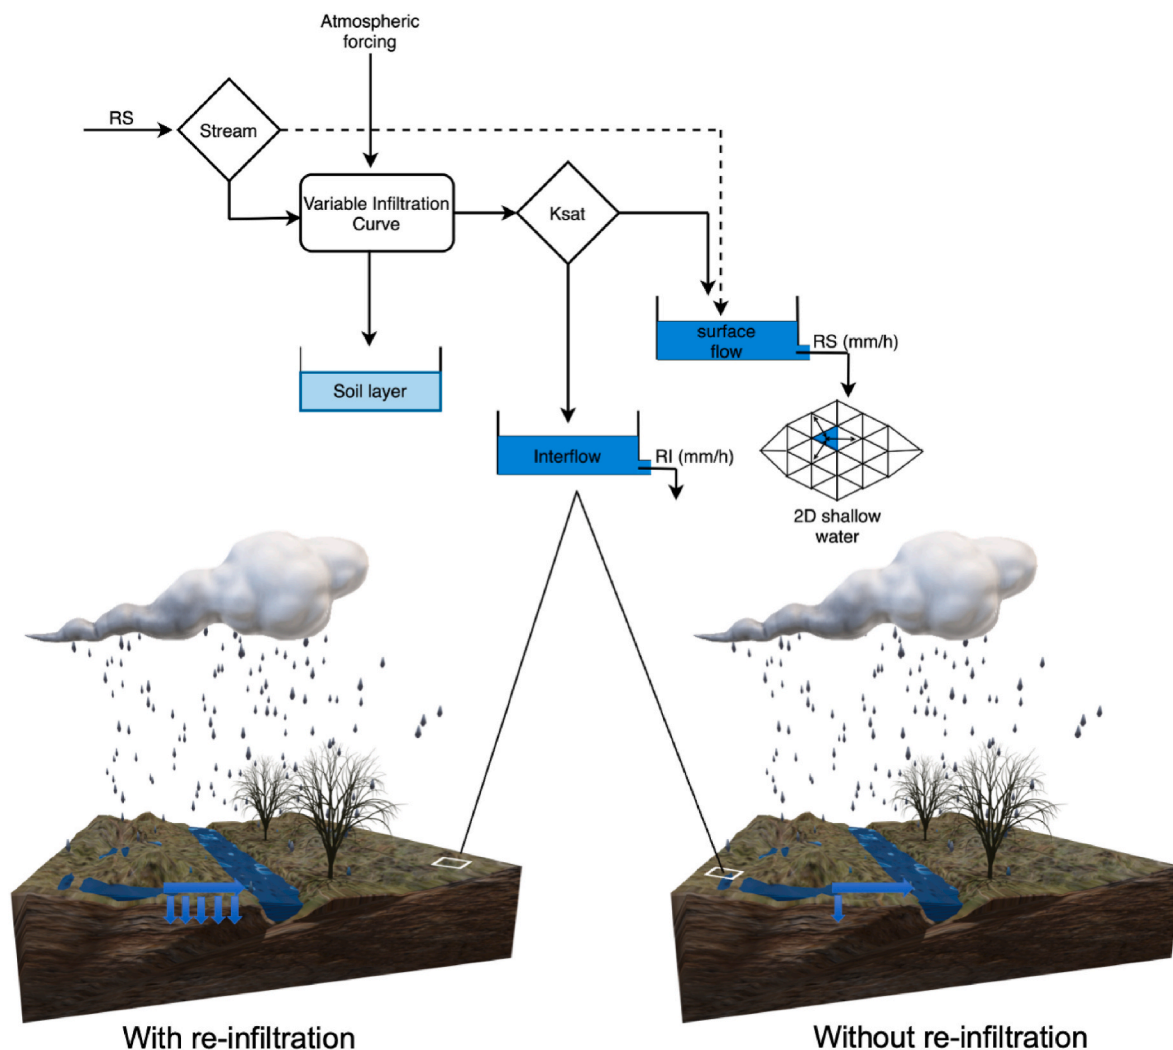 Atmospheric
forcing
RS
Stream
Variable Infiltration
Curve
Ksat
surface
flow
RS (mm/h)
Soil layer
Interflow
RI (mm/h)
2D shallow
water
With re-infiltration
Without re-infiltration